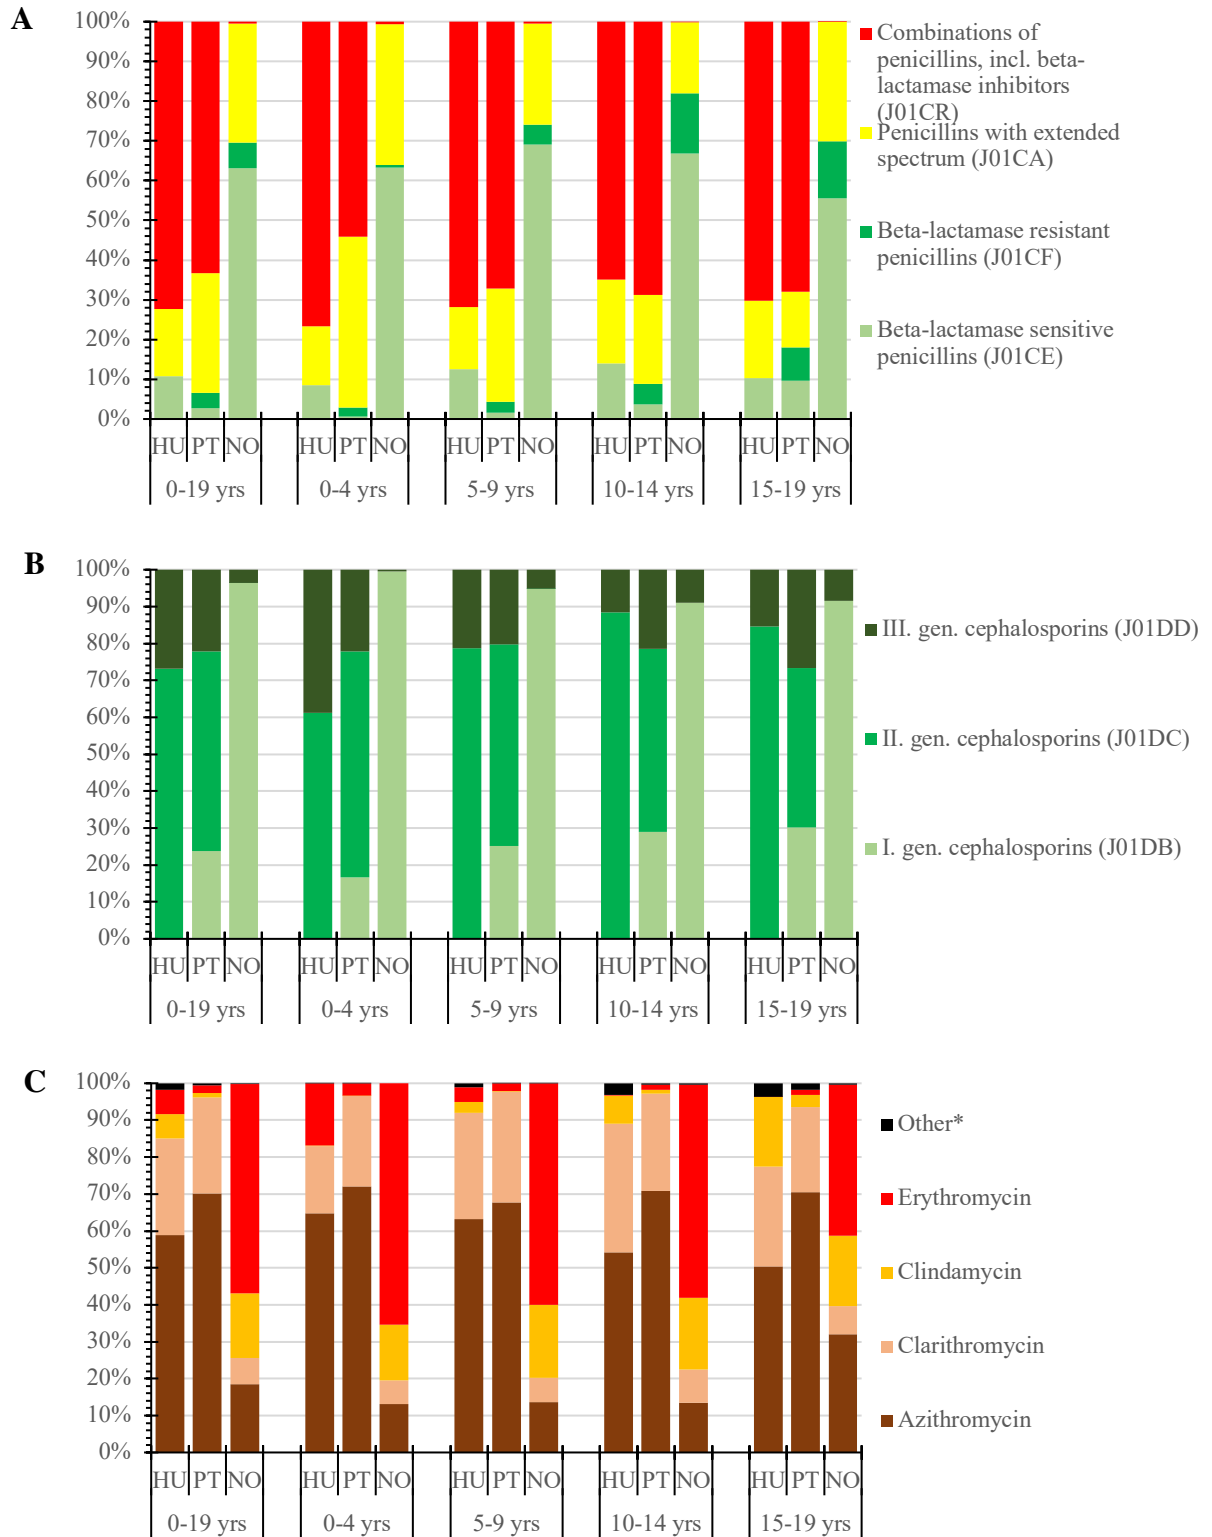 A
100%
90%
80%
70%
60%
50%
40%
30%
20%
10%
0%
HU PT NO HU PT NO HU PT NO HU PT NO HU PT NO
0-19 yrs 0-4 yrs 5-9 yrs 10-14 yrs 15-19 yrs
Combinations of
penicillins, incl. beta-
lactamase inhibitors
(J01CR)
Penicillins with extended
spectrum (J01CA)
Beta-lactamase resistant
penicillins (J01CF)
Beta-lactamase sensitive
penicillins (J01CE)
B
100%
90%
80%
70%
60%
50%
40%
30%
20%
10%
0%
HU PT NO HU PT NO HU PT NO HU PT NO HU PT NO
0-19 yrs 0-4 yrs 5-9 yrs 10-14 yrs 15-19 yrs
III. gen. cephalosporins (J01DD)
II. gen. cephalosporins (J01DC)
I. gen. cephalosporins (J01DB)
C
100%
90%
80%
70%
60%
50%
40%
30%
20%
10%
0%
HU PT NO HU PT NO HU PT NO HU PT NO HU PT NO
0-19 yrs 0-4 yrs 5-9 yrs 10-14 yrs 15-19 yrs
Other*
Erythromycin
Clindamycin
Clarithromycin
Azithromycin